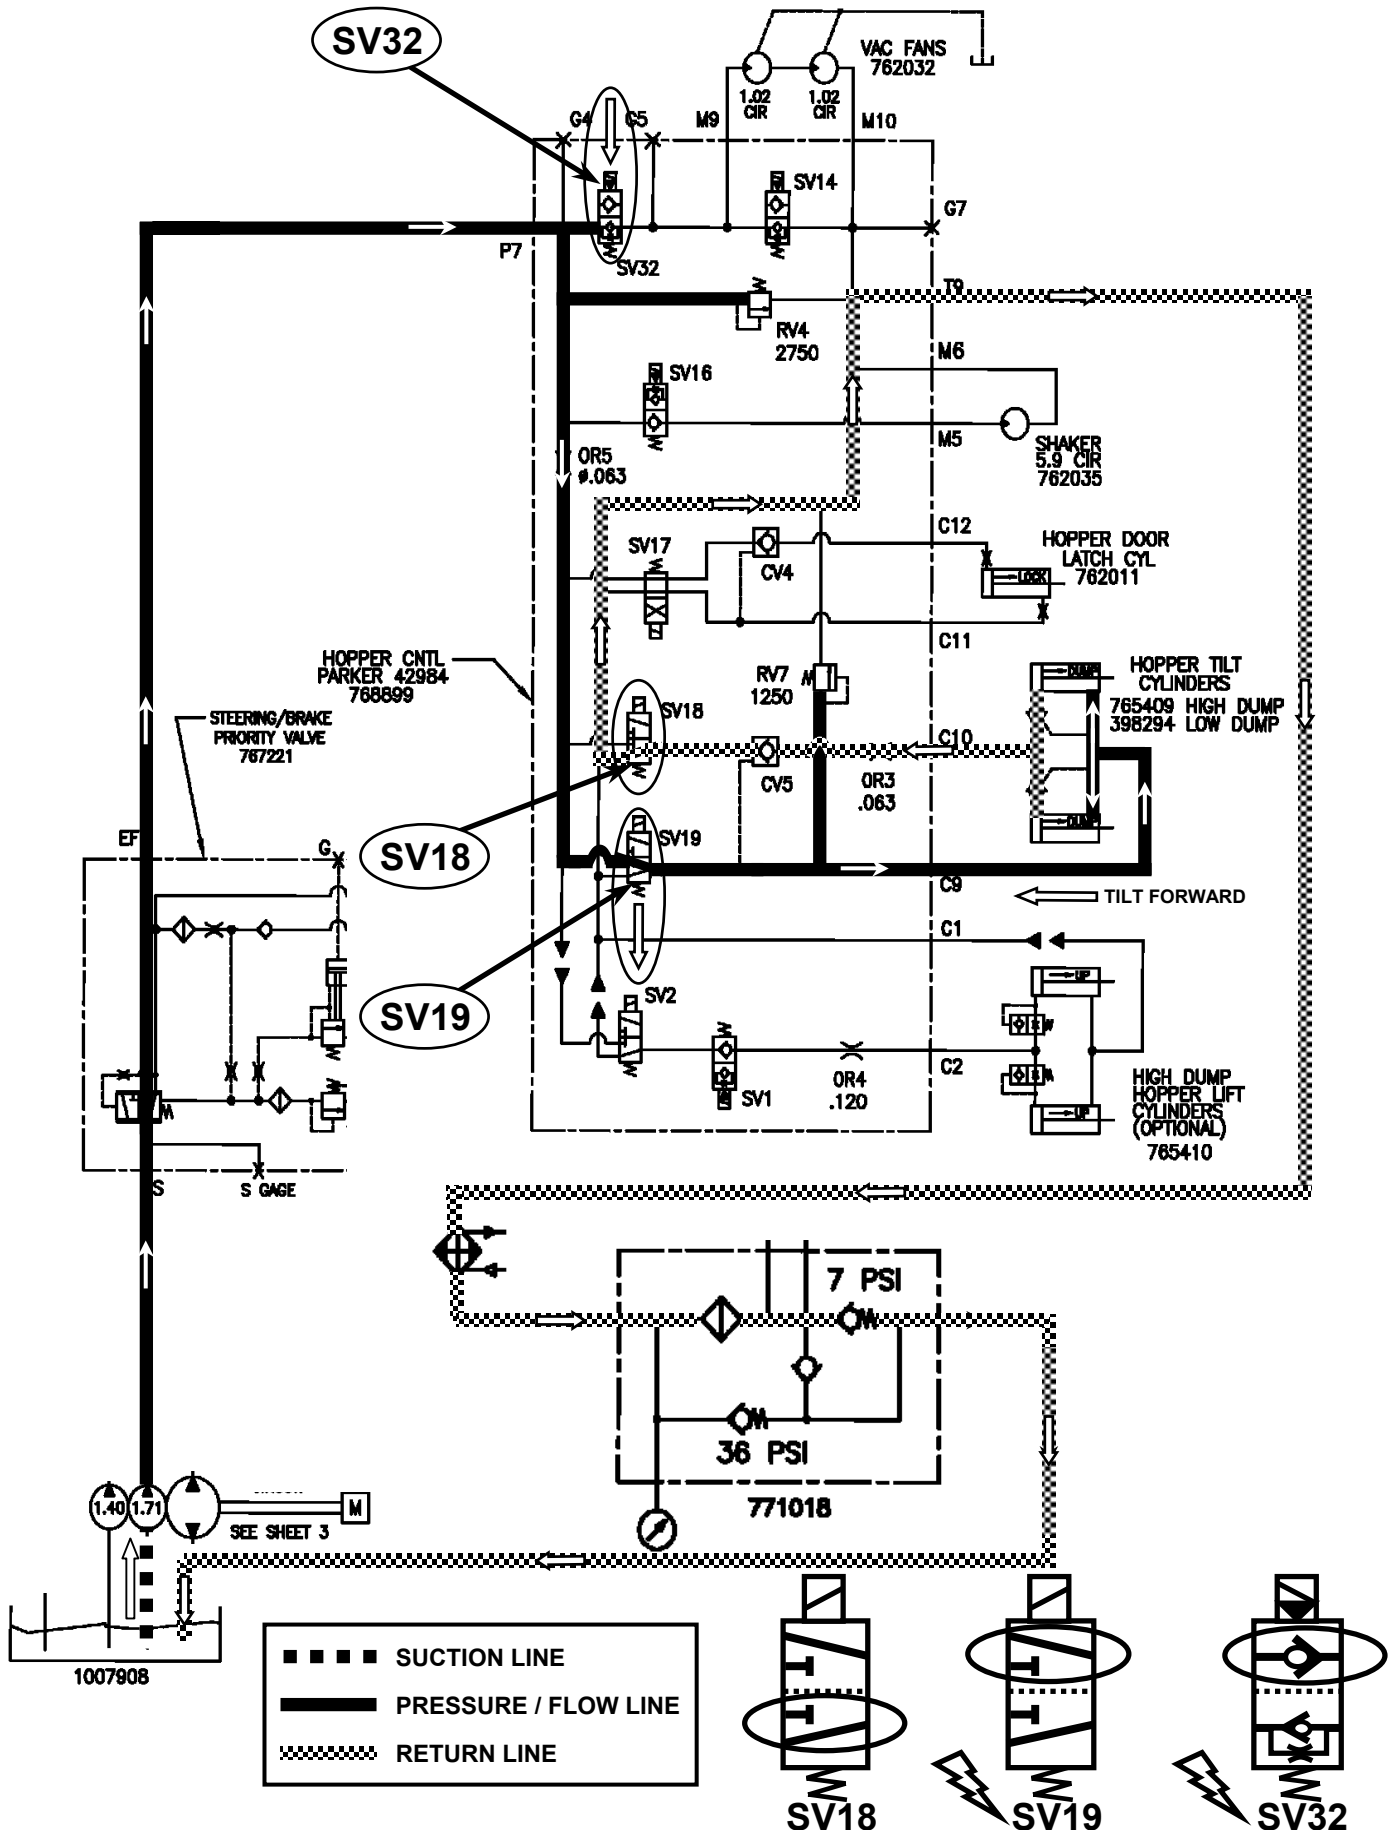 SV32
VAC FANS
762032
1.02
CIR
1.02
CIR
G4
G5
M9
M10
SV14
G7
P7
SV32
T9
RV4
2750
M6
SV16
M5
OR5
ø.063
SHAKER
5.9 CIR
762035
C12
SV17
HOPPER DOOR
LATCH CYL
762011
CV4
LOCK
C11
HOPPER CNTL
PARKER 42984
768899
RV7
1250
DUMP
HOPPER TILT
CYLINDERS
765409 HIGH DUMP
398294 LOW DUMP
STEERING/BRAKE
PRIORITY VALVE
767221
SV18
C10
CV5
OR3
.063
DUMP
EF
G
SV18
SV19
C9
TILT FORWARD
C1
SV19
SV2
UP
C2
SV1
OR4
.120
UP
HIGH DUMP
HOPPER LIFT
CYLINDERS
(OPTIONAL)
765410
S
S GAGE
7 PSI
36 PSI
771018
1.40
1.71
M
SEE SHEET 3
1007908
SUCTION LINE
PRESSURE / FLOW LINE
RETURN LINE
SV18
SV19
SV32